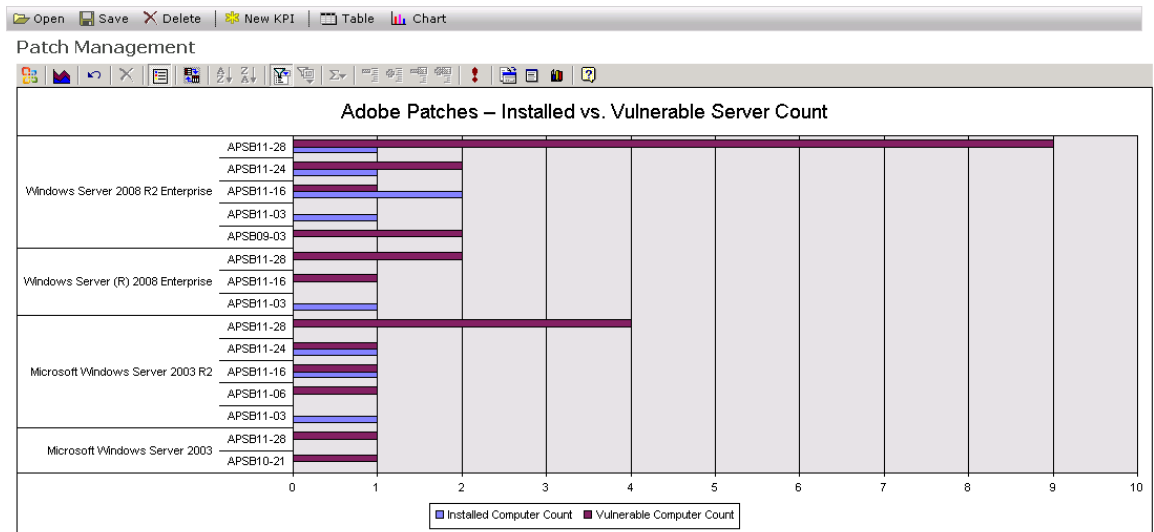 Open Save Delete New KPI Table Chart
Patch Management
Adobe Patches – Installed vs. Vulnerable Server Count
Windows Server 2008 R2 Enterprise
APSB11-28
APSB11-24
APSB11-16
APSB11-03
APSB09-03
Windows Server (R) 2008 Enterprise
APSB11-28
APSB11-16
APSB11-03
Microsoft Windows Server 2003 R2
APSB11-28
APSB11-24
APSB11-16
APSB11-06
APSB11-03
Microsoft Windows Server 2003
APSB11-28
APSB10-21
0 1 2 3 4 5 6 7 8 9 10
Installed Computer Count Vulnerable Computer Count